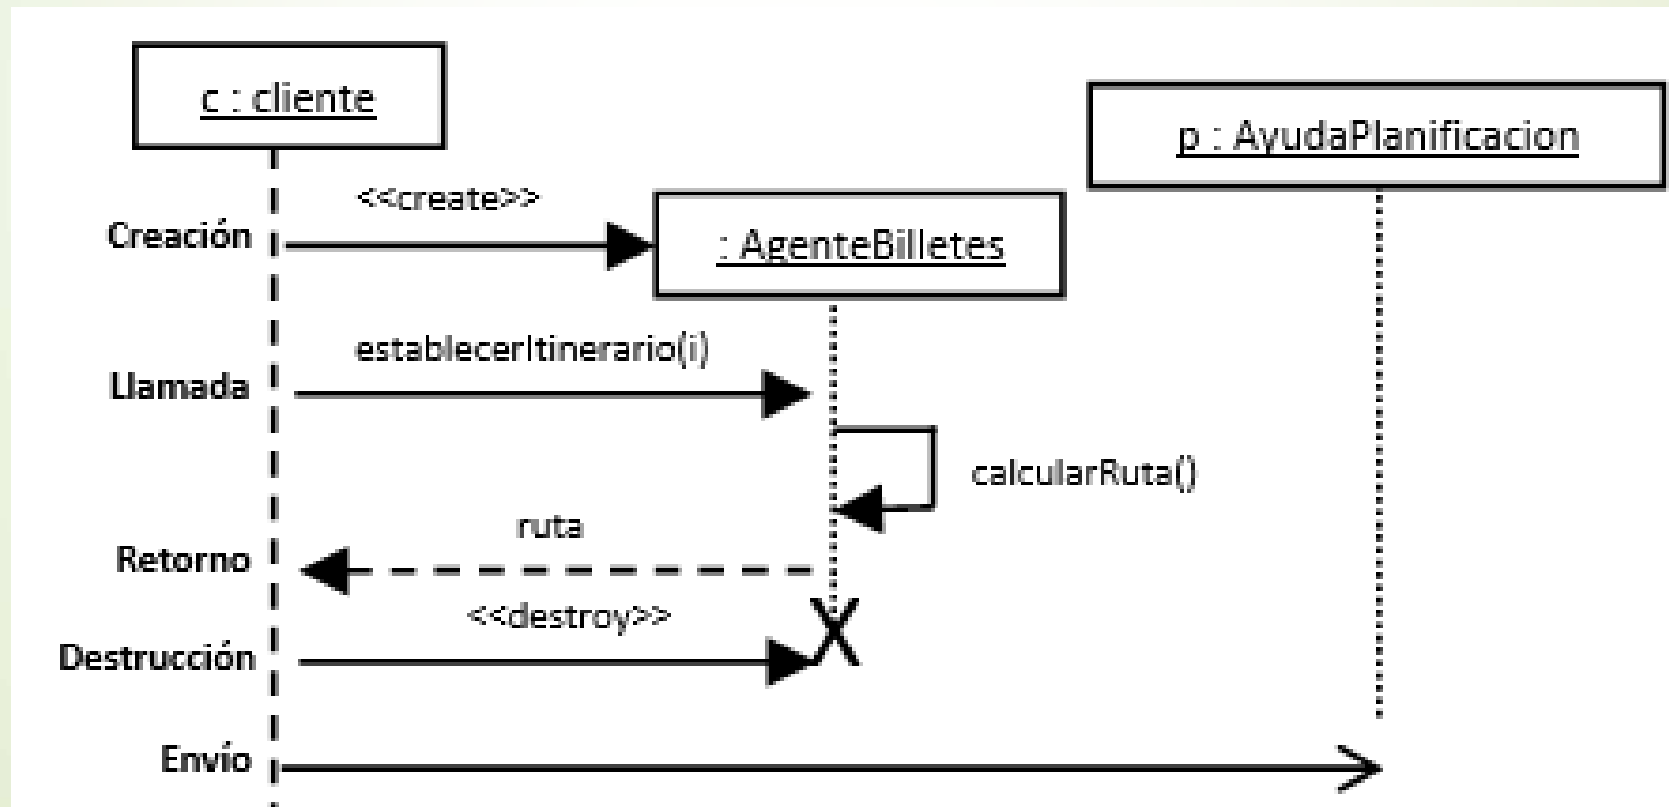 c : cliente
p : AyudaPlanificacion
<<create>>
Creación
: AgenteBilletes
establecerItinerario(i)
Llamada
calcularRuta()
ruta
Retorno
<<destroy>>
X
Destrucción
Envío